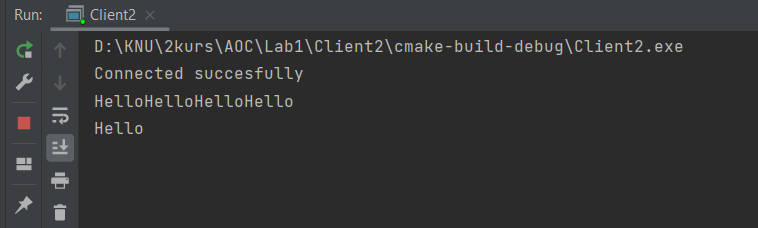 Run: Client2
D:\KNU\2kurs\AOC\Lab1\Client2\cmake-build-debug\Client2.exe
Connected succesfully
HelloHelloHelloHello
Hello